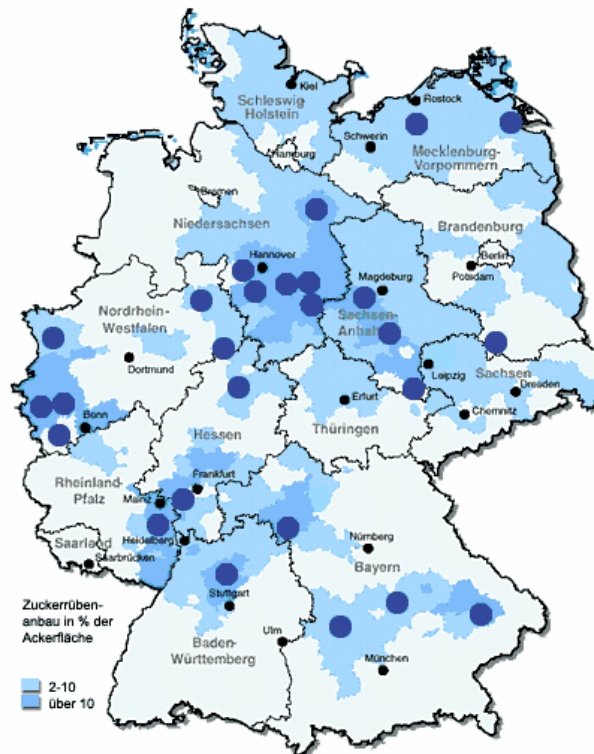 Kiel
Schleswig
Holstein
Rostock
Schwerin
Hamburg
Mecklenburg-
Vorpommern
Bremen
Niedersachsen
Brandenburg
Hannover
Berlin
Potsdam
Magdeburg
Nordrhein-
Westfalen
Sachsen-
Anhalt
Dortmund
Leipzig
Sachsen
Dresden
Erfurt
Chemnitz
Bonn
Thüringen
Hessen
Rheinland-
Pfalz
Frankfurt
Mainz
Saarland
Heidelberg
Saarbrücken
Nürnberg
Bayern
Stuttgart
Baden-
Württemberg
Ulm
München
Zuckerrüben-
anbau in % der
Ackerfläche
2-10
über 10